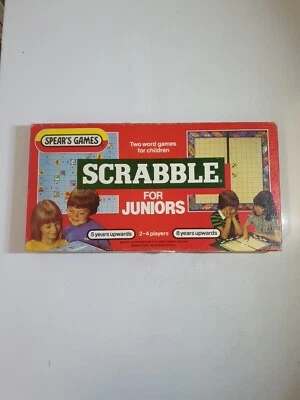 SPEAR'S GAMES
Two word games
for children
SCRABBLE
FOR
JUNIORS
5 years upwards
2-4 players
8 years upwards